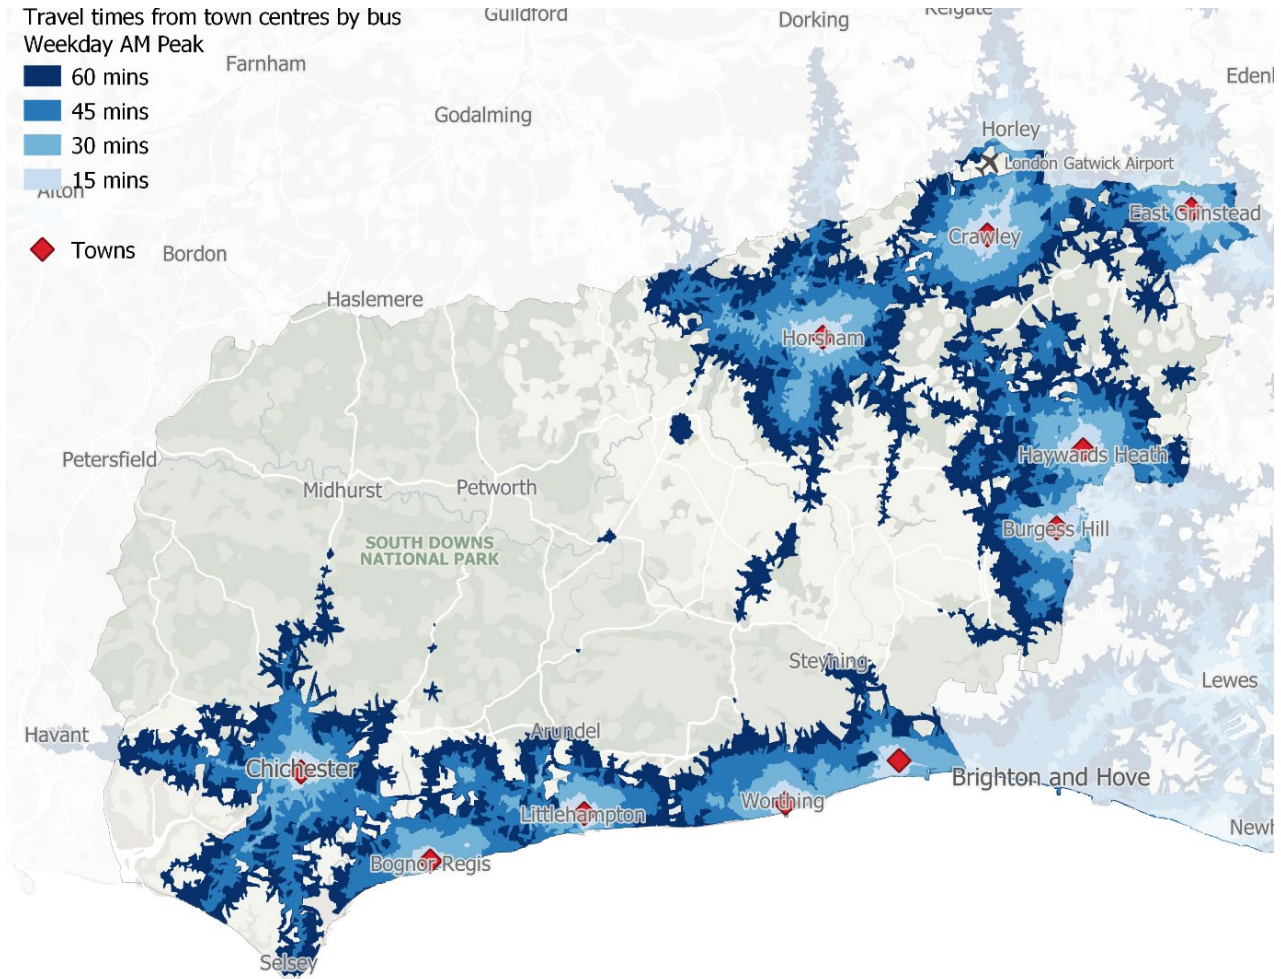 Travel times from town centres by bus
Weekday AM Peak
60 mins
45 mins
30 mins
15 mins
Towns
Guildford
Dorking
Reigate
Farnham
Godalming
Horley
London Gatwick Airport
Alton
East Grinstead
Crawley
Bordon
Haslemere
Horsham
Petersfield
Haywards Heath
Midhurst
Petworth
Burgess Hill
SOUTH DOWNS
NATIONAL PARK
Steyning
Lewes
Havant
Arundel
Chichester
Brighton and Hove
Worthing
Littlehampton
Bognor Regis
Selsey